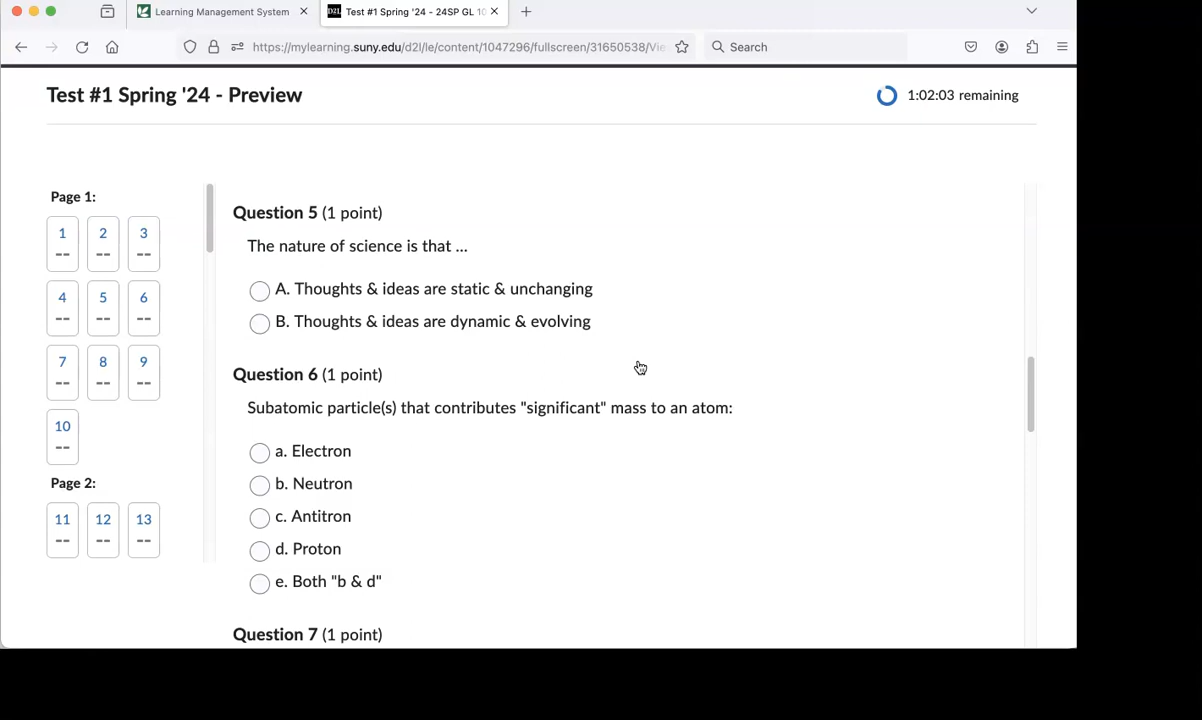 Learning Management System
Test #1 Spring '24 - 24SP GL 10
https://mylearning.suny.edu/d2l/le/content/1047296/fullscreen/31650538/Vie
Search
Test #1 Spring '24 - Preview
1:02:03 remaining
Page 1:
1 2 3
-- -- --
4 5 6
-- -- --
7 8 9
-- -- --
10
--
Page 2:
11 12 13
-- -- --
Question 5 (1 point)
The nature of science is that ...
A. Thoughts & ideas are static & unchanging
B. Thoughts & ideas are dynamic & evolving
Question 6 (1 point)
Subatomic particle(s) that contributes "significant" mass to an atom:
a. Electron
b. Neutron
c. Antitron
d. Proton
e. Both "b & d"
Question 7 (1 point)